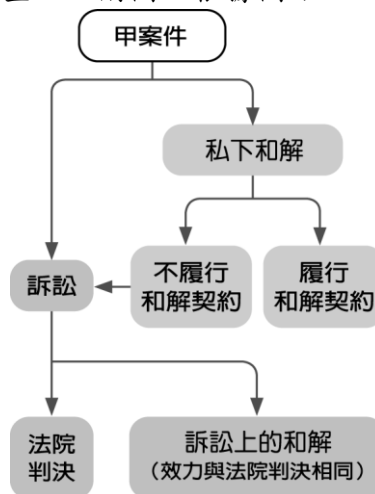 甲案件
私下和解
不履行
和解契約
履行
和解契約
訴訟
法院
判決
訴訟上的和解
（效力與法院判決相同）